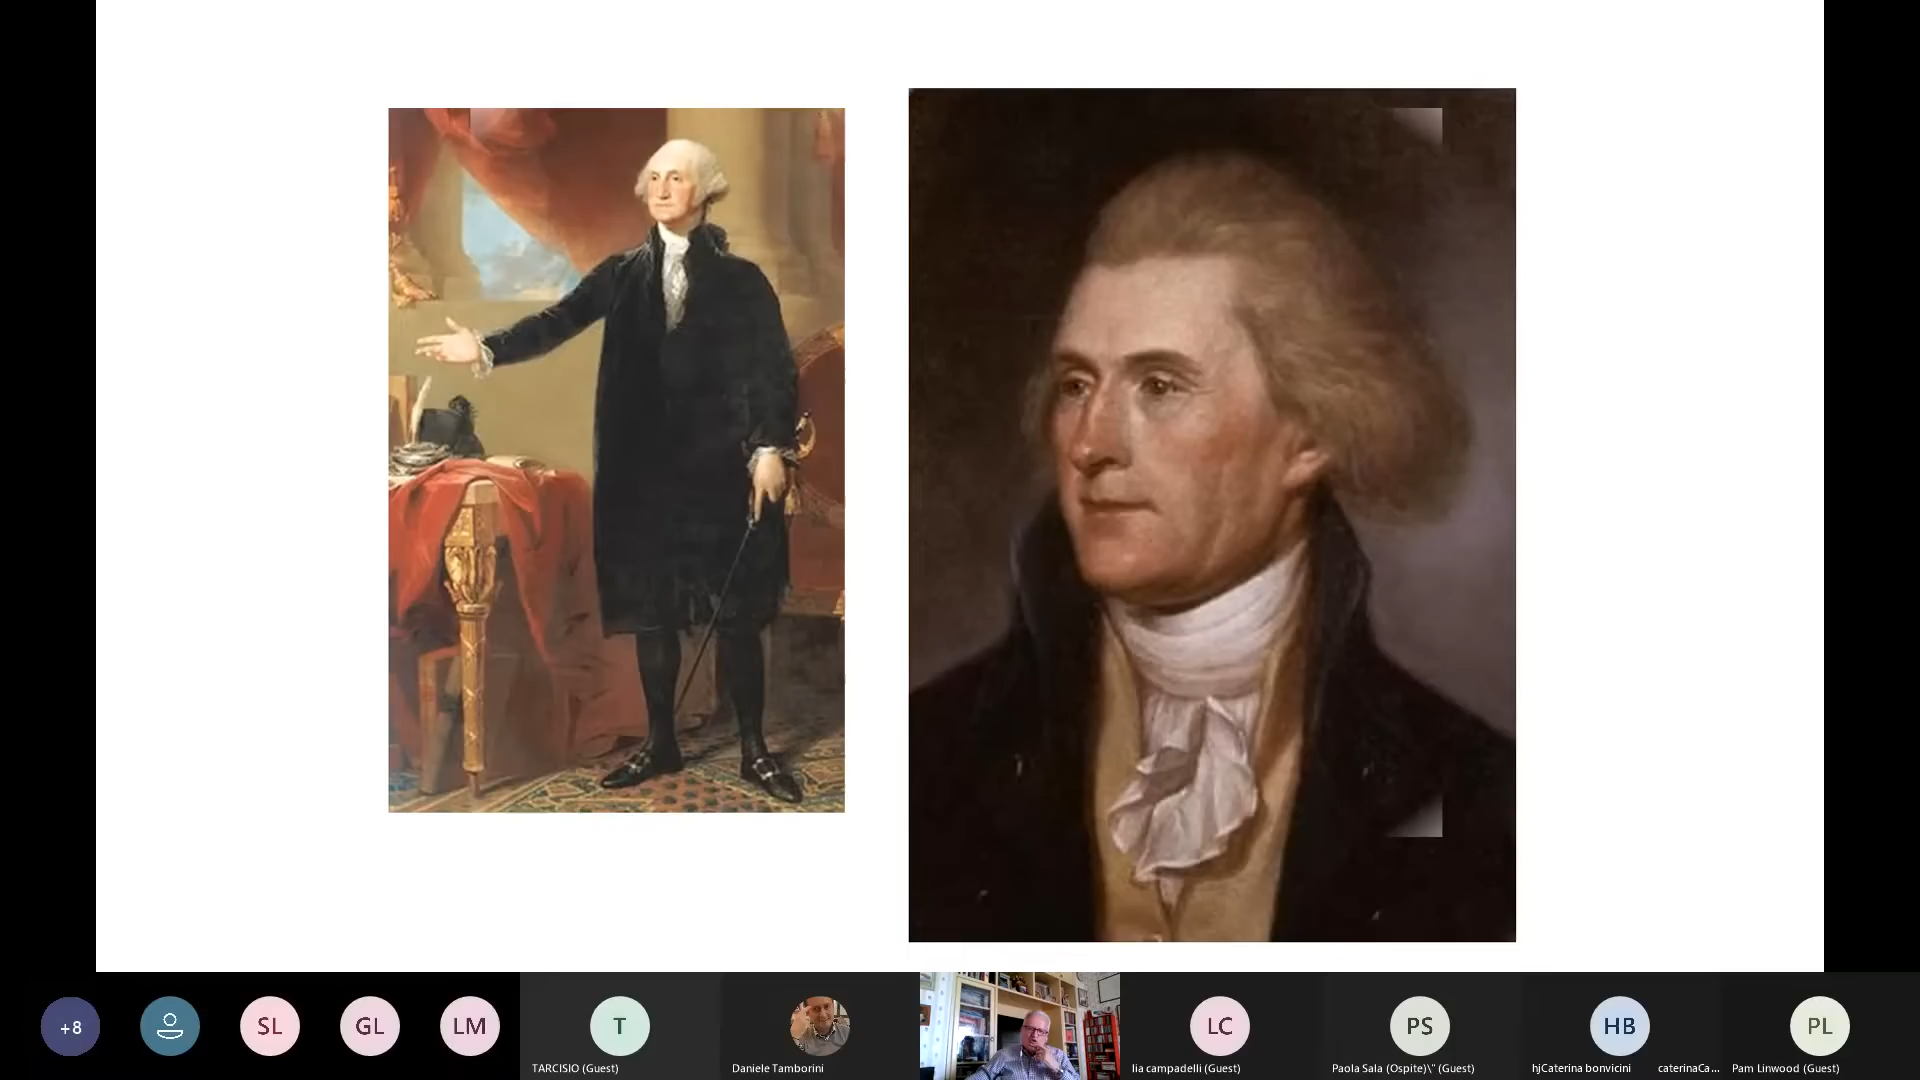 +8
SL
GL
LM
T
TARCISIO (Guest)
Daniele Tamborini
LC
lia campadelli (Guest)
PS
Paola Sala (Ospite)\" (Guest)
HB
hjCaterina bonvicini
caterinaCa...
PL
Pam Linwood (Guest)